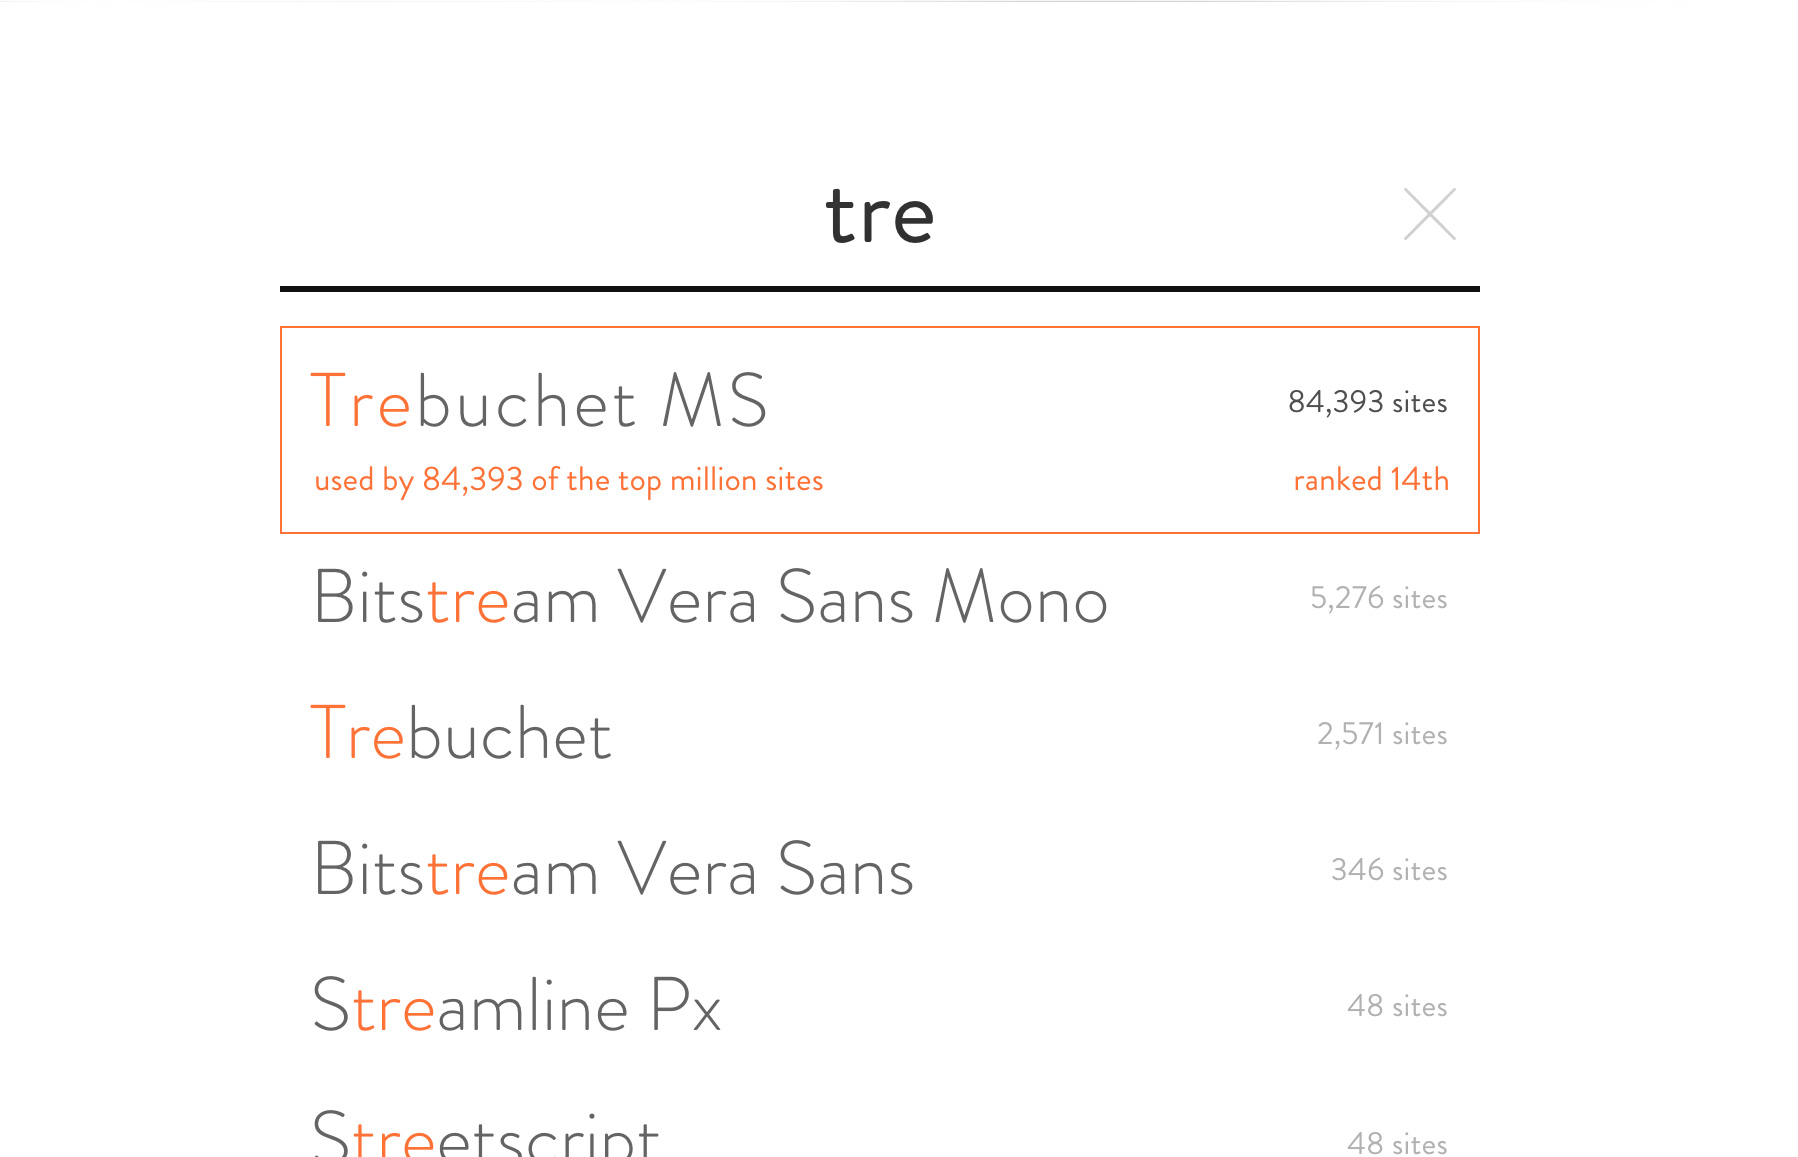 tre
Trebuchet MS 84,393 sites
used by 84,393 of the top million sites ranked 14th
Bitstream Vera Sans Mono 5,276 sites
Trebuchet 2,571 sites
Bitstream Vera Sans 346 sites
Streamline Px 48 sites
Streetscript 48 sites